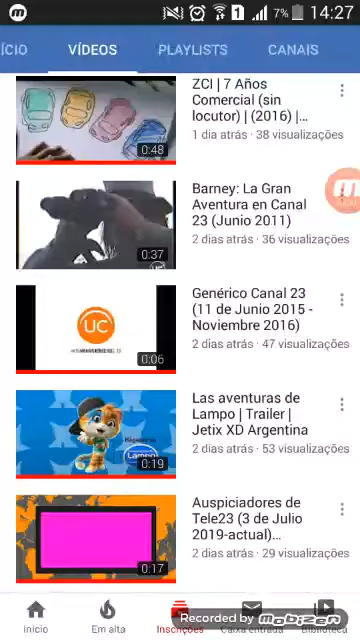 7% 14:27
ÍCIO VÍDEOS PLAYLISTS CANAIS
ZCI | 7 Años
Comercial (sin
locutor) | (2016) |...
1 dia atrás · 38 visualizações
0:48
Barney: La Gran
Aventura en Canal
23 (Junio 2011)
2 dias atrás · 36 visualizações
0:37
UC
Genérico Canal 23
(11 de Junio 2015 -
Noviembre 2016)
2 dias atrás · 47 visualizações
0:06
UC
Las aventuras de
Lampo | Trailer |
Jetix XD Argentina
2 dias atrás · 53 visualizações
Lampo
0:19
Auspiciadores de
Tele23 (3 de Julio
2019-actual)...
2 dias atrás · 29 visualizações
0:17
Início Em alta Inscrições Caixa entrada Biblioteca
Recorded by Mobizen